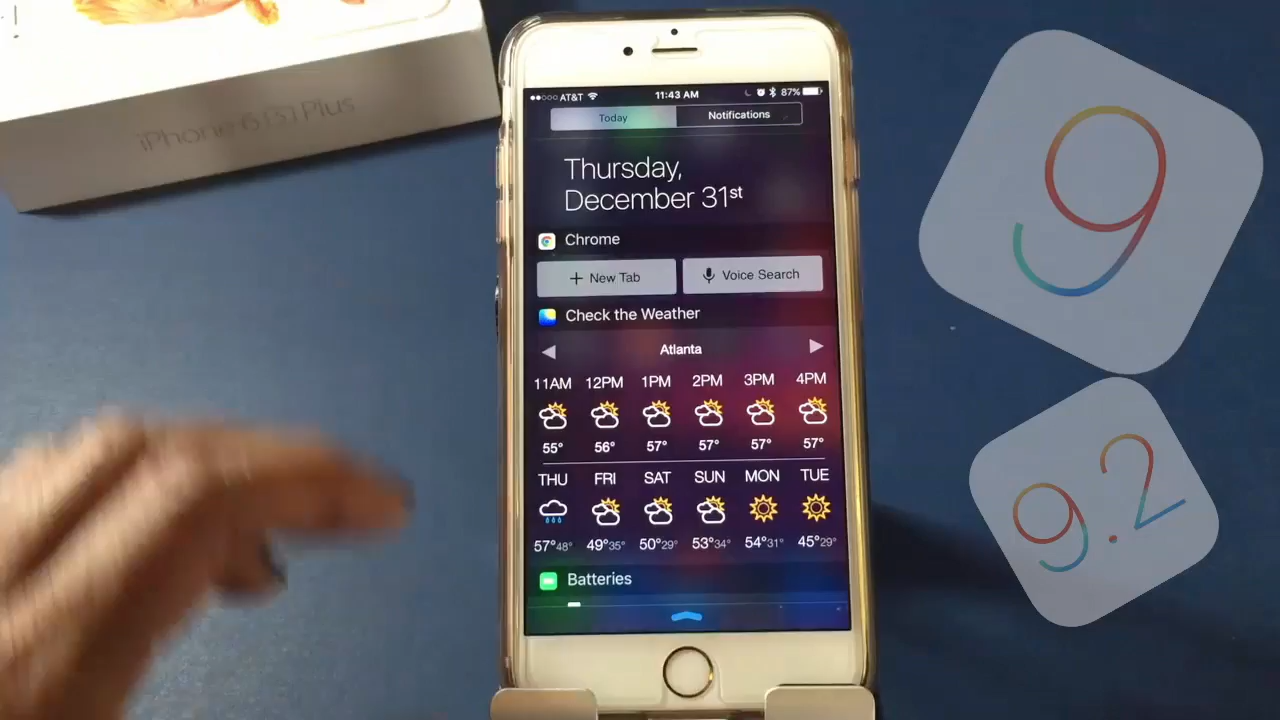 iPhone 6[S] Plus
AT&T 11:43 AM 87%
Today Notifications
Thursday,
December 31st
Chrome
+ New Tab Voice Search
Check the Weather
Atlanta
11AM 12PM 1PM 2PM 3PM 4PM
55° 56° 57° 57° 57° 57°
THU FRI SAT SUN MON TUE
57°48° 49°35° 50°29° 53°34° 54°31° 45°29°
Batteries
9
9.2